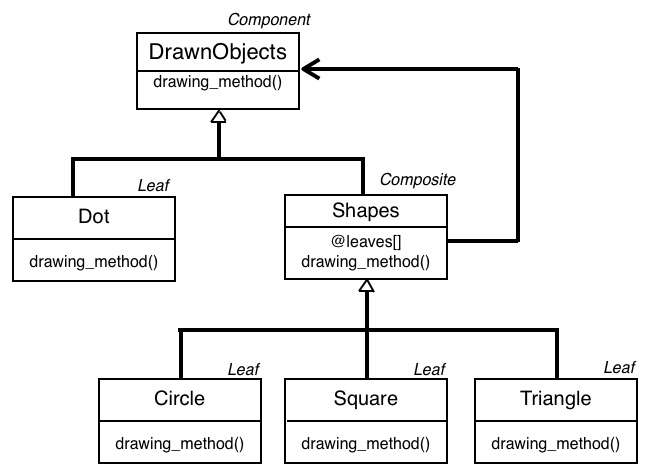 Component
DrawnObjects
drawing_method()
Leaf
Dot
drawing_method()
Composite
Shapes
@leaves[]
drawing_method()
Leaf
Circle
drawing_method()
Leaf
Square
drawing_method()
Leaf
Triangle
drawing_method()